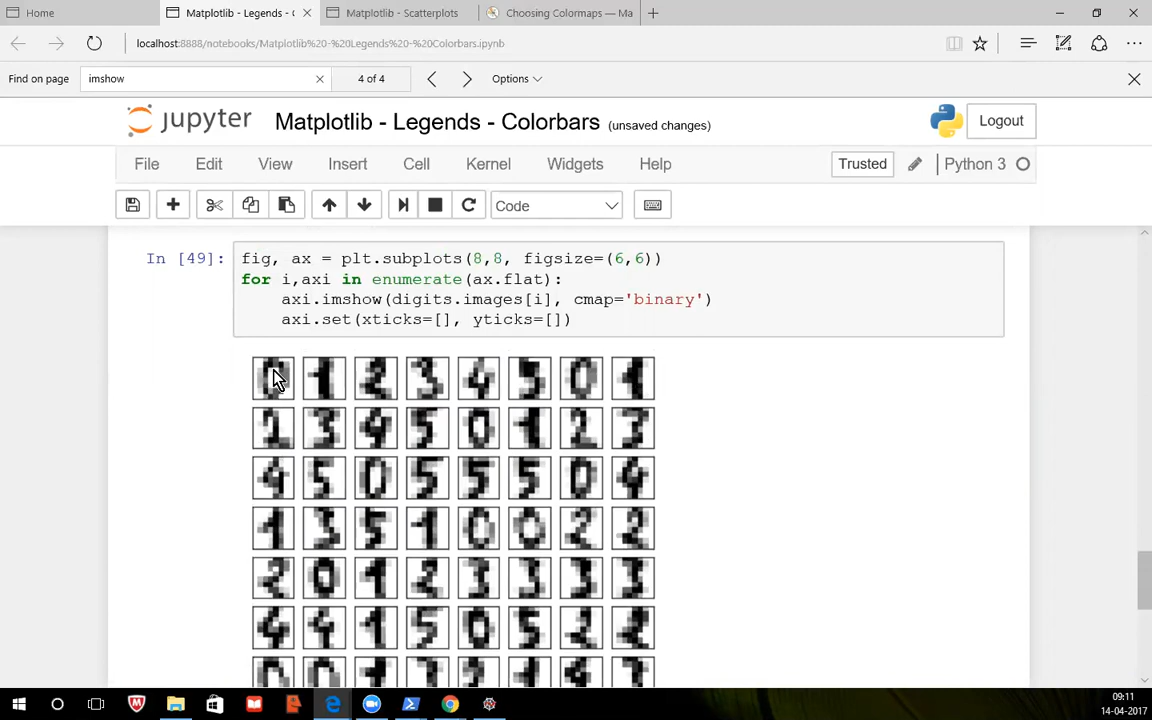 Home
Matplotlib - Legends - C
Matplotlib - Scatterplots
Choosing Colormaps — Ma
localhost:8888/notebooks/Matplotlib%20-%20Legends%20-%20Colorbars.ipynb
Find on page
imshow
4 of 4
Options
jupyter
Matplotlib - Legends - Colorbars (unsaved changes)
Logout
File Edit View Insert Cell Kernel Widgets Help
Trusted
Python 3
Code
In [49]:
fig, ax = plt.subplots(8,8, figsize=(6,6))
for i,axi in enumerate(ax.flat):
axi.imshow(digits.images[i], cmap='binary')
axi.set(xticks=[], yticks=[])
09:11
14-04-2017